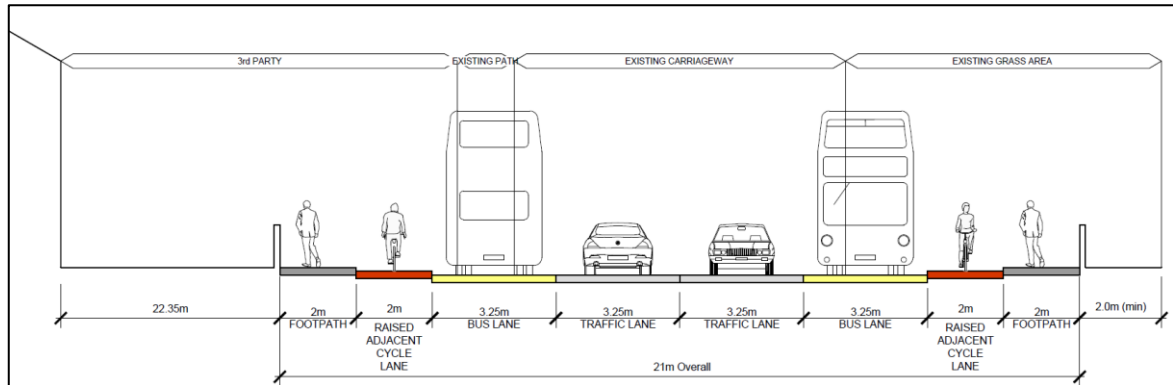 3rd PARTY EXISTING PATH EXISTING CARRIAGEWAY EXISTING GRASS AREA
22.35m 2m 2m 3.25m 3.25m 3.25m 3.25m 2m 2m 2.0m (min)
FOOTPATH RAISED BUS LANE TRAFFIC LANE TRAFFIC LANE BUS LANE RAISED FOOTPATH
ADJACENT ADJACENT
CYCLE CYCLE
LANE LANE
21m Overall